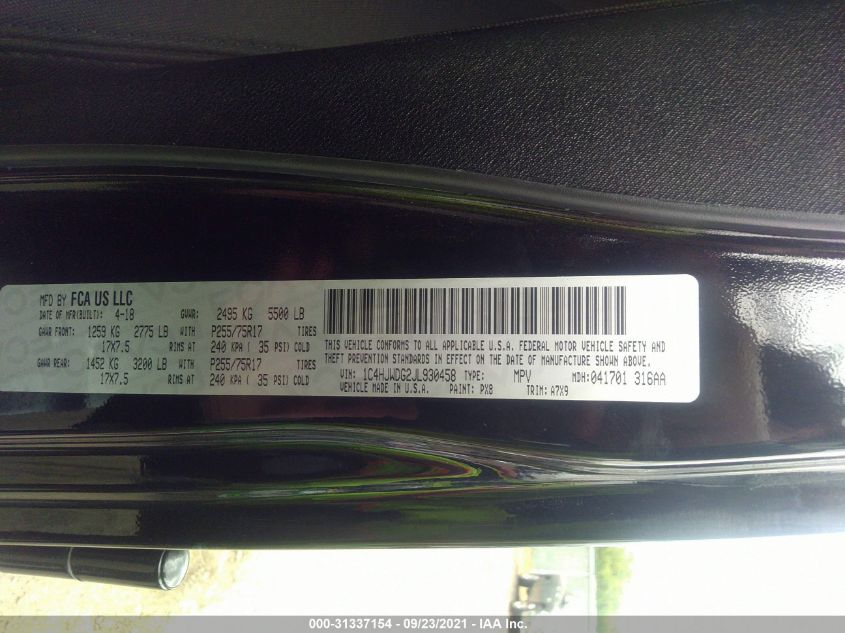 MFD BY FCA US LLC
DATE OF MFR(BUILT): 4-18 GVWR: 2495 KG 5500 LB
GAWR FRONT: 1259 KG 2775 LB WITH P255/75R17 TIRES
17X7.5 RIMS AT 240 KPA ( 35 PSI) COLD
GAWR REAR: 1452 KG 3200 LB WITH P255/75R17 TIRES
17X7.5 RIMS AT 240 KPA ( 35 PSI) COLD
THIS VEHICLE CONFORMS TO ALL APPLICABLE U.S.A. FEDERAL MOTOR VEHICLE SAFETY AND
THEFT PREVENTION STANDARDS IN EFFECT ON THE DATE OF MANUFACTURE SHOWN ABOVE.
VIN: 1C4HJWDG2JL930458 TYPE: MPV MDH: 041701 316AA
VEHICLE MADE IN U.S.A. PAINT: PX8 TRIM: A7X9
000-31337154 - 09/23/2021 - IAA Inc.